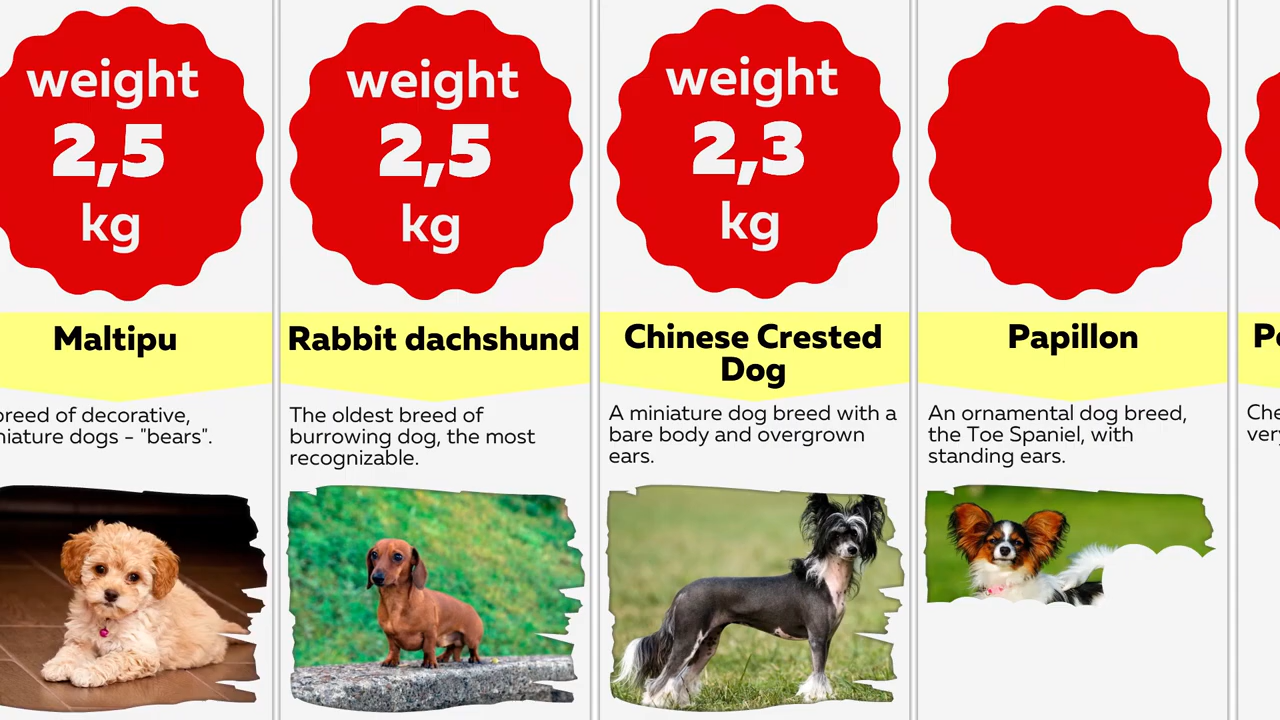 weight
2,5
kg
Maltipu
breed of decorative,
miniature dogs - "bears".
weight
2,5
kg
Rabbit dachshund
The oldest breed of
burrowing dog, the most
recognizable.
weight
2,3
kg
Chinese Crested
Dog
A miniature dog breed with a
bare body and overgrown
ears.
Papillon
An ornamental dog breed,
the Toe Spaniel, with
standing ears.